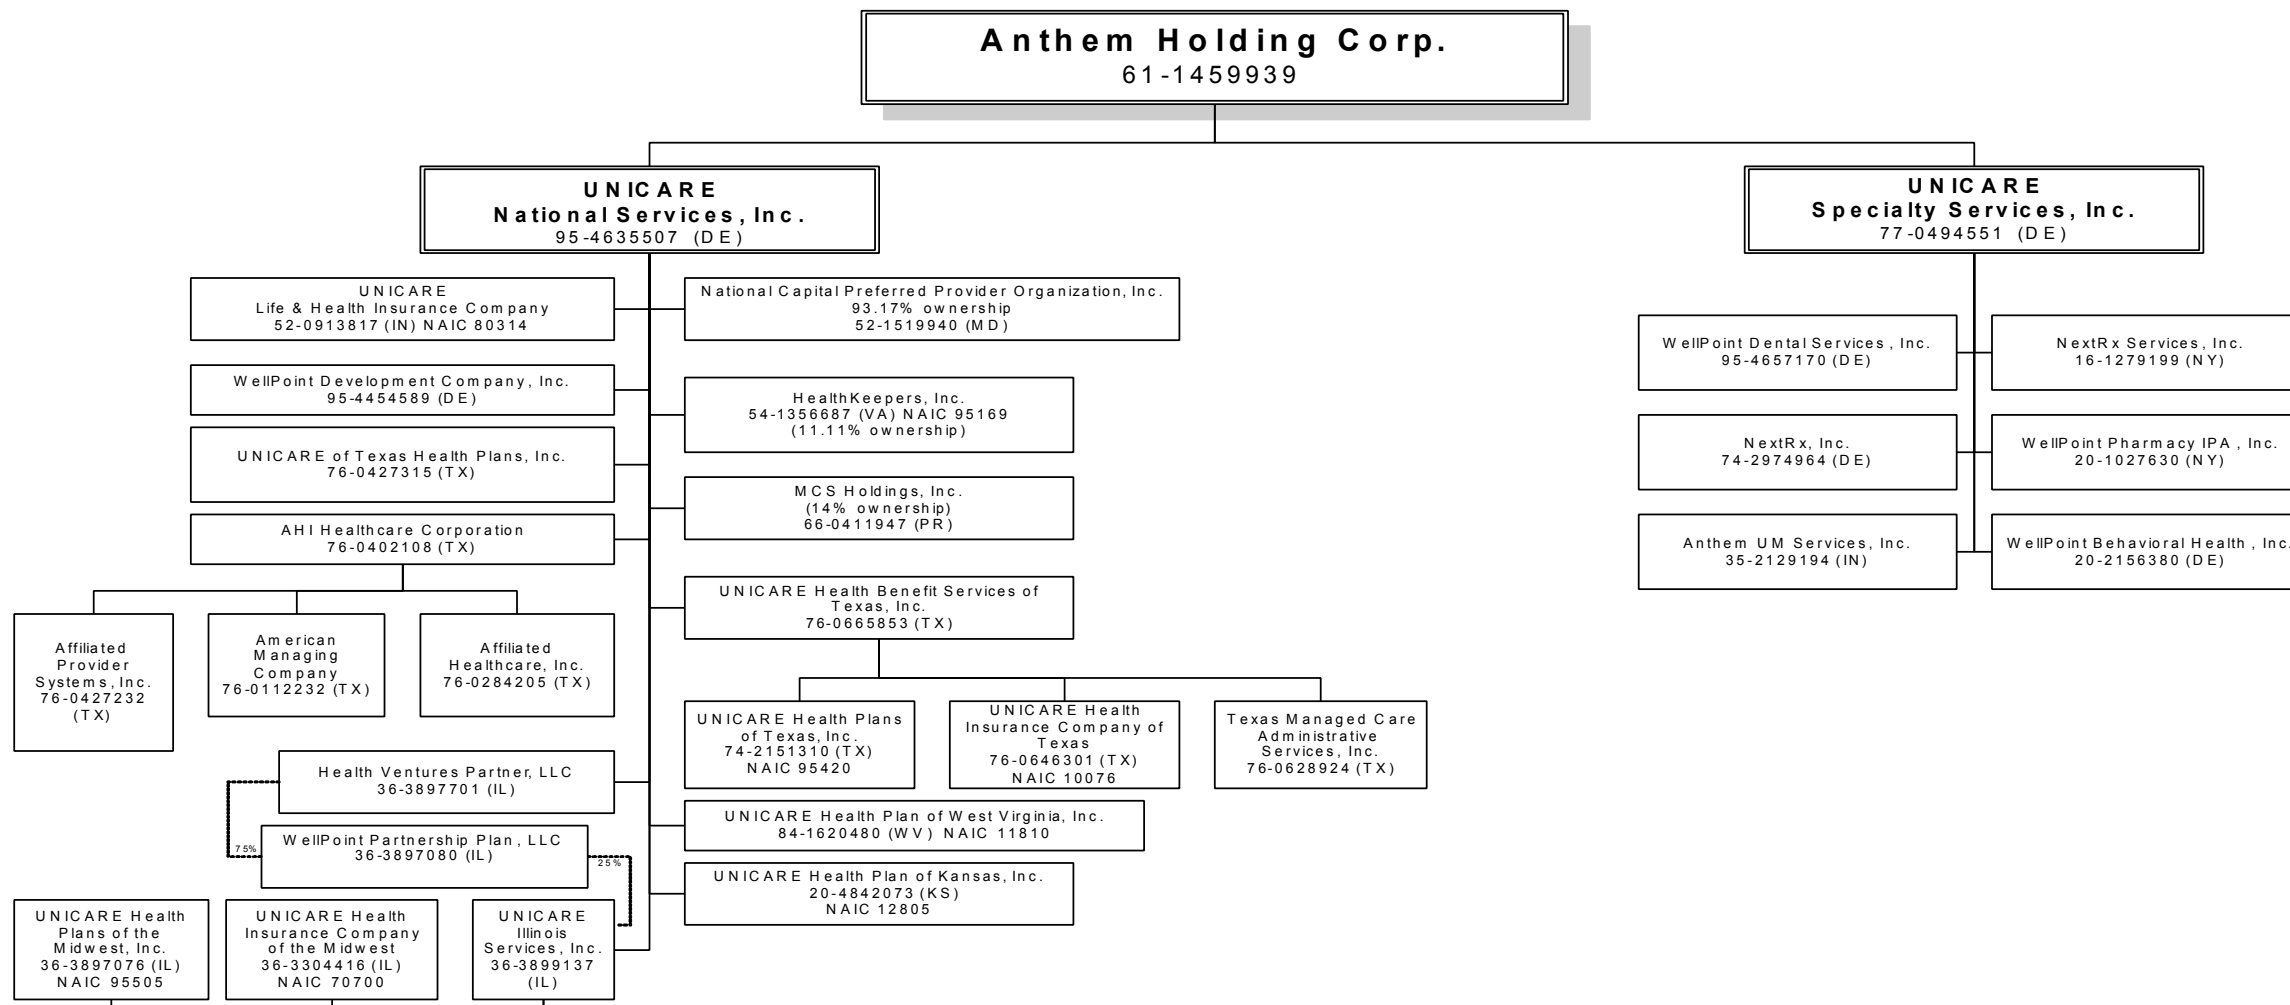 Anthem Holding Corp.
61-1459939
UNICARE
National Services, Inc.
95-4635507 (DE)
UNICARE
Specialty Services, Inc.
77-0494551 (DE)
UNICARE
Life & Health Insurance Company
52-0913817 (IN) NAIC 80314
National Capital Preferred Provider Organization, Inc.
93.17% ownership
52-1519940 (MD)
WellPoint Development Company, Inc.
95-4454589 (DE)
HealthKeepers, Inc.
54-1356687 (VA) NAIC 95169
(11.11% ownership)
UNICARE of Texas Health Plans, Inc.
76-0427315 (TX)
MCS Holdings, Inc.
(14% ownership)
66-0411947 (PR)
AHI Healthcare Corporation
76-0402108 (TX)
UNICARE Health Benefit Services of
Texas, Inc.
76-0665853 (TX)
Affiliated
Provider
Systems, Inc.
76-0427232
(TX)
American
Managing
Company
76-0112232 (TX)
Affiliated
Healthcare, Inc.
76-0284205 (TX)
UNICARE Health Plans
of Texas, Inc.
74-2151310 (TX)
NAIC 95420
UNICARE Health
Insurance Company of
Texas
76-0646301 (TX)
NAIC 10076
Texas Managed Care
Administrative
Services, Inc.
76-0628924 (TX)
Health Ventures Partner, LLC
36-3897701 (IL)
UNICARE Health Plan of West Virginia, Inc.
84-1620480 (WV) NAIC 11810
WellPoint Partnership Plan, LLC
36-3897080 (IL)
75%
25%
UNICARE Health Plan of Kansas, Inc.
20-4842073 (KS)
NAIC 12805
UNICARE Health
Plans of the
Midwest, Inc.
36-3897076 (IL)
NAIC 95505
UNICARE Health
Insurance Company
of the Midwest
36-3304416 (IL)
NAIC 70700
UNICARE
Illinois
Services, Inc.
36-3899137
(IL)
WellPoint Dental Services, Inc.
95-4657170 (DE)
NextRx Services, Inc.
16-1279199 (NY)
NextRx, Inc.
74-2974964 (DE)
WellPoint Pharmacy IPA, Inc.
20-1027630 (NY)
Anthem UM Services, Inc.
35-2129194 (IN)
WellPoint Behavioral Health, Inc.
20-2156380 (DE)